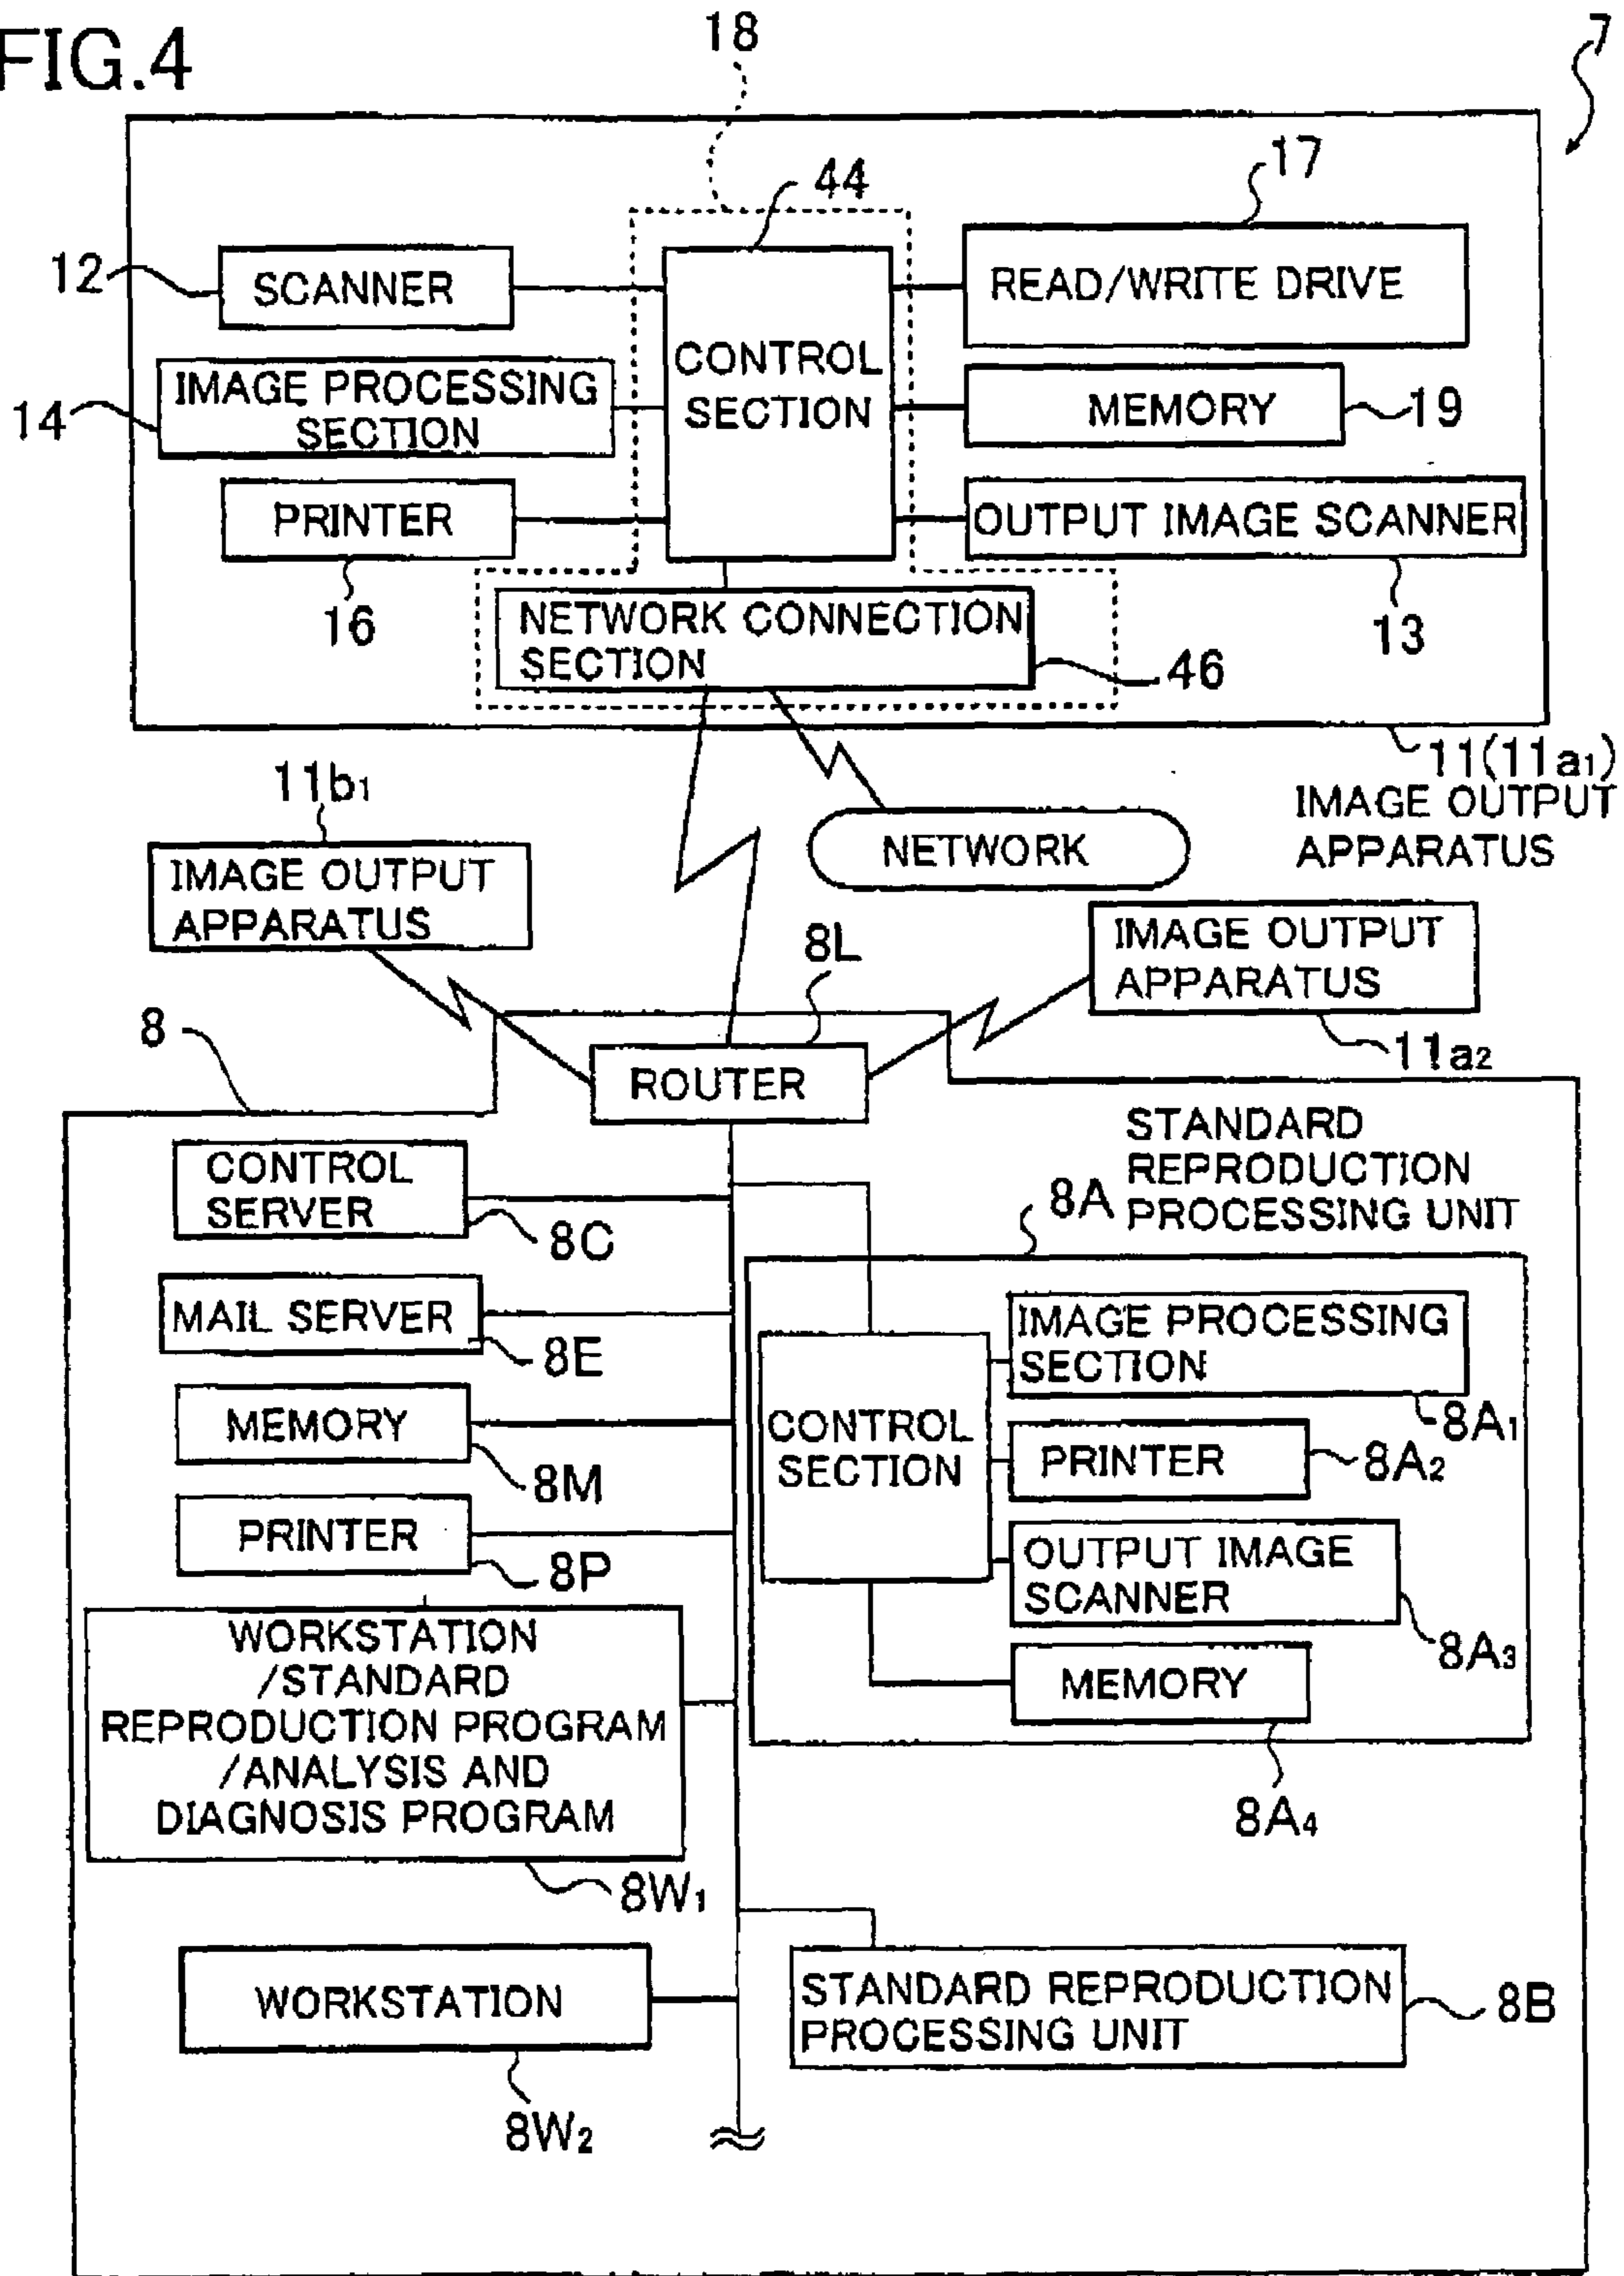 FIG.4
18
7
44
17
12
SCANNER
READ/WRITE DRIVE
CONTROL
SECTION
14
IMAGE PROCESSING
SECTION
MEMORY
19
PRINTER
OUTPUT IMAGE SCANNER
16
13
NETWORK CONNECTION
SECTION
46
11(11a1)
IMAGE OUTPUT
APPARATUS
11b1
NETWORK
IMAGE OUTPUT
APPARATUS
IMAGE OUTPUT
APPARATUS
11a2
8L
8
ROUTER
STANDARD
REPRODUCTION
PROCESSING UNIT
8A
CONTROL
SERVER
8C
MAIL SERVER
8E
MEMORY
8M
PRINTER
8P
IMAGE PROCESSING
SECTION
8A1
CONTROL
SECTION
PRINTER
8A2
OUTPUT IMAGE
SCANNER
8A3
MEMORY
8A4
WORKSTATION
/STANDARD
REPRODUCTION PROGRAM
/ANALYSIS AND
DIAGNOSIS PROGRAM
8W1
WORKSTATION
8W2
STANDARD REPRODUCTION
PROCESSING UNIT
8B